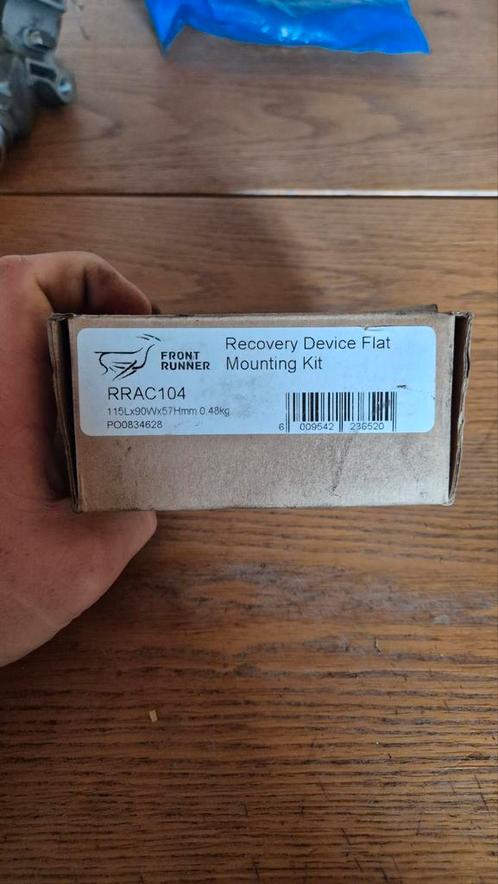 FRONT
RUNNER
Recovery Device Flat
Mounting Kit
RRAC104
115Lx90Wx57Hmm 0.48kg
PO0834628
6 009542 236520